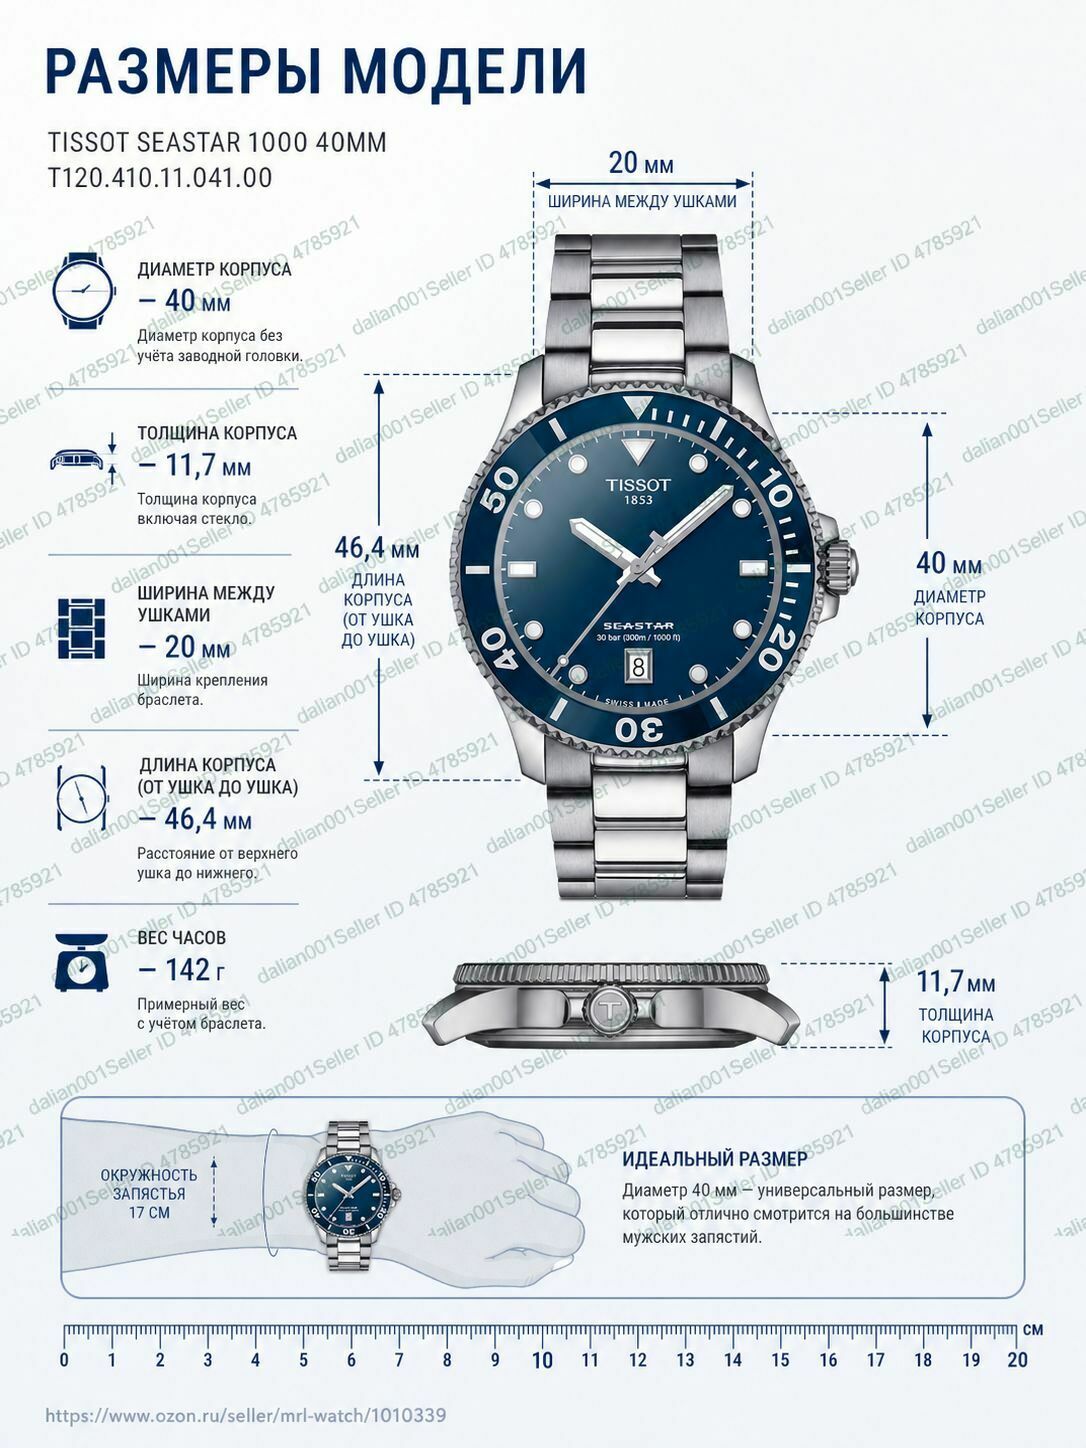 РАЗМЕРЫ МОДЕЛИ
TISSOT SEASTAR 1000 40ММ
T120.410.11.041.00
ДИАМЕТР КОРПУСА
– 40 мм
Диаметр корпуса без
учёта заводной головки.
ТОЛЩИНА КОРПУСА
– 11,7 мм
Толщина корпуса
включая стекло.
ШИРИНА МЕЖДУ
УШКАМИ
– 20 мм
Ширина крепления
браслета.
ДЛИНА КОРПУСА
(ОТ УШКА ДО УШКА)
– 46,4 мм
Расстояние от верхнего
ушка до нижнего.
ВЕС ЧАСОВ
– 142 г
Примерный вес
с учётом браслета.
20 мм
ШИРИНА МЕЖДУ УШКАМИ
46,4 мм
ДЛИНА
КОРПУСА
(ОТ УШКА
ДО УШКА)
10
20
30
40
50
TISSOT
1853
SEASTAR
30 bar (300m / 1000 ft)
8
SWISS MADE
40 мм
ДИАМЕТР
КОРПУСА
T
11,7 мм
ТОЛЩИНА
КОРПУСА
ОКРУЖНОСТЬ
ЗАПЯСТЬЯ
17 СМ
ИДЕАЛЬНЫЙ РАЗМЕР
Диаметр 40 мм — универсальный размер,
который отлично смотрится на большинстве
мужских запястий.
0 1 2 3 4 5 6 7 8 9 10 11 12 13 14 15 16 17 18 19 20 СМ
https://www.ozon.ru/seller/mrl-watch/1010339
dalian001Seller ID 4785921